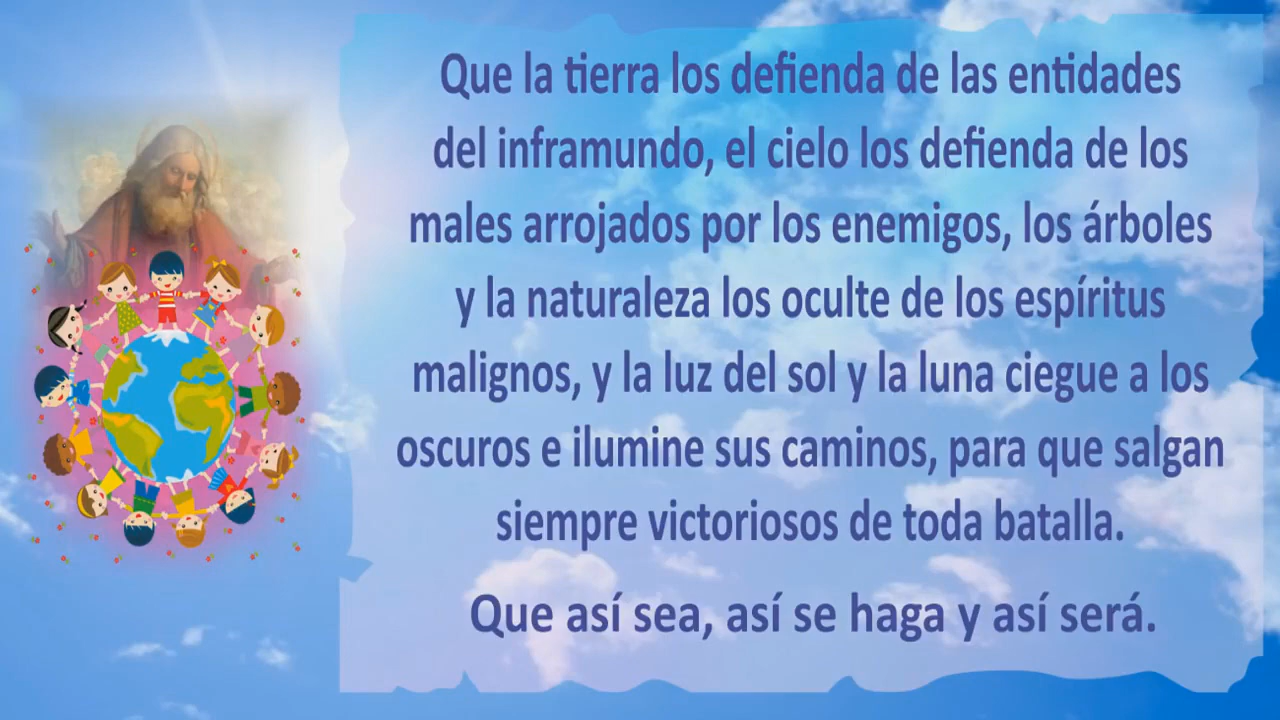 Que la tierra los defienda de las entidades
del inframundo, el cielo los defienda de los
males arrojados por los enemigos, los árboles
y la naturaleza los oculte de los espíritus
malignos, y la luz del sol y la luna ciegue a los
oscuros e ilumine sus caminos, para que salgan
siempre victoriosos de toda batalla.
Que así sea, así se haga y así será.